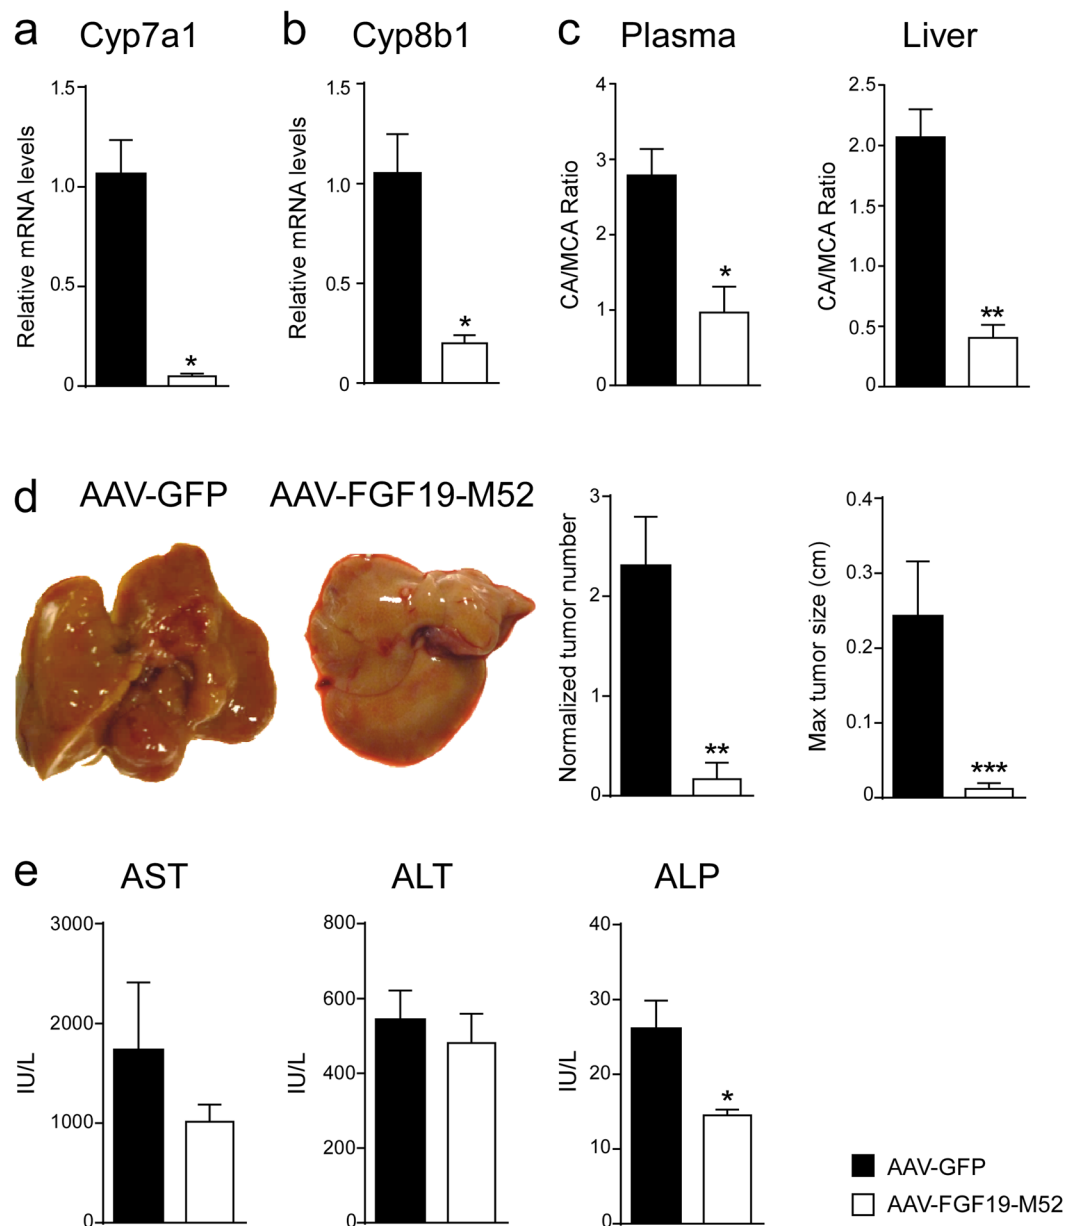 a Cyp7a1
b Cyp8b1
c Plasma
Liver
Relative mRNA levels
1.5
1.0
0.5
0
*
Relative mRNA levels
1.5
1.0
0.5
0
*
CA/MCA Ratio
4
3
2
1
0
*
CA/MCA Ratio
2.5
2.0
1.5
1.0
0.5
0
**
d AAV-GFP AAV-FGF19-M52
Normalized tumor number
3
2
1
0
**
Max tumor size (cm)
0.4
0.3
0.2
0.1
0
***
e AST
ALT
ALP
IU/L
3000
2000
1000
0
IU/L
800
600
400
200
0
IU/L
40
30
20
10
0
*
AAV-GFP
AAV-FGF19-M52